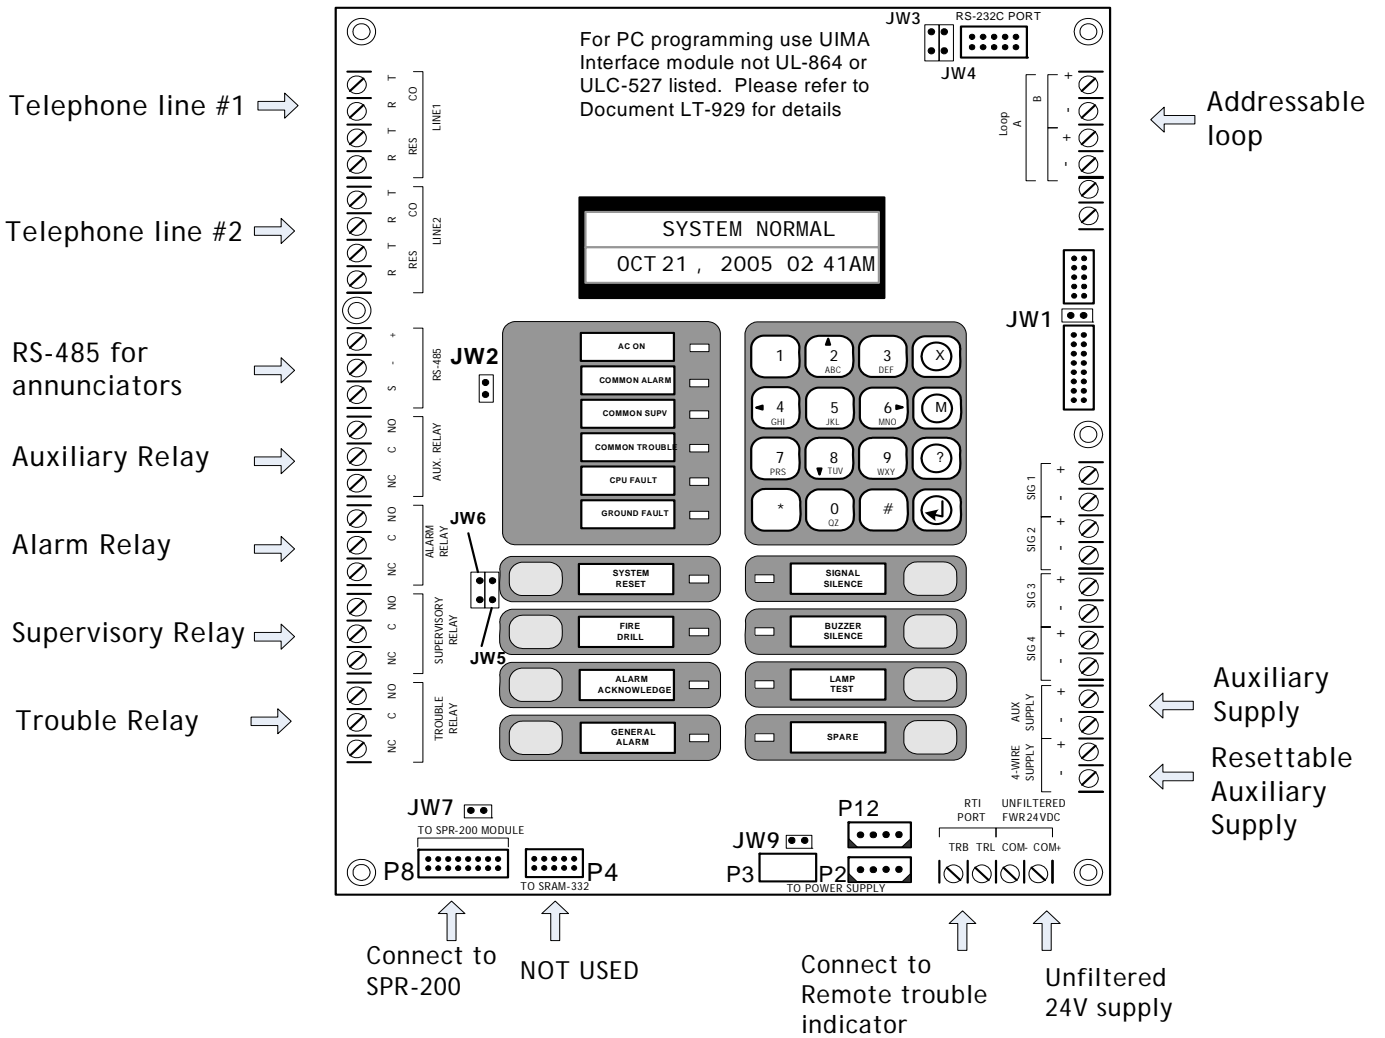 JW3
RS-232C PORT
For PC programming use UIMA
Interface module not UL-864 or
ULC-527 listed. Please refer to
Document LT-929 for details
JW4
Telephone line #1
T
R
T
R
CO
RES
LINE1
Loop
A
B
+
-
+
-
Addressable
loop
Telephone line #2
T
R
T
R
CO
RES
LINE2
SYSTEM NORMAL
OCT 21 , 2005 02 41AM
JW1
RS-485 for
annunciators
+
-
S
RS-485
JW2
AC ON
COMMON ALARM
COMMON SUPV
COMMON TROUBLE
CPU FAULT
GROUND FAULT
1
2
ABC
3
DEF
X
4
GHI
5
JKL
6
MNO
M
7
PRS
8
TUV
9
WXY
?
*
0
QZ
#
Auxiliary Relay
NO
C
NC
AUX. RELAY
Alarm Relay
NO
C
NC
ALARM
RELAY
JW6
JW5
Supervisory Relay
NO
C
NC
SUPERVISORY
RELAY
Trouble Relay
NO
C
NC
TROUBLE
RELAY
SYSTEM
RESET
FIRE
DRILL
ALARM
ACKNOWLEDGE
GENERAL
ALARM
SIGNAL
SILENCE
BUZZER
SILENCE
LAMP
TEST
SPARE
SIG 1
+
-
SIG 2
+
-
SIG 3
+
-
SIG 4
+
-
AUX
SUPPLY
+
-
4-WIRE
SUPPLY
+
-
Auxiliary
Supply
Resettable
Auxiliary
Supply
JW7
TO SPR-200 MODULE
P8
P4
TO SRAM-332
P12
JW9
P3
P2
TO POWER SUPPLY
RTI
PORT
UNFILTERED
FWR24VDC
TRB TRL COM- COM+
Connect to
SPR-200
NOT USED
Connect to
Remote trouble
indicator
Unfiltered
24V supply